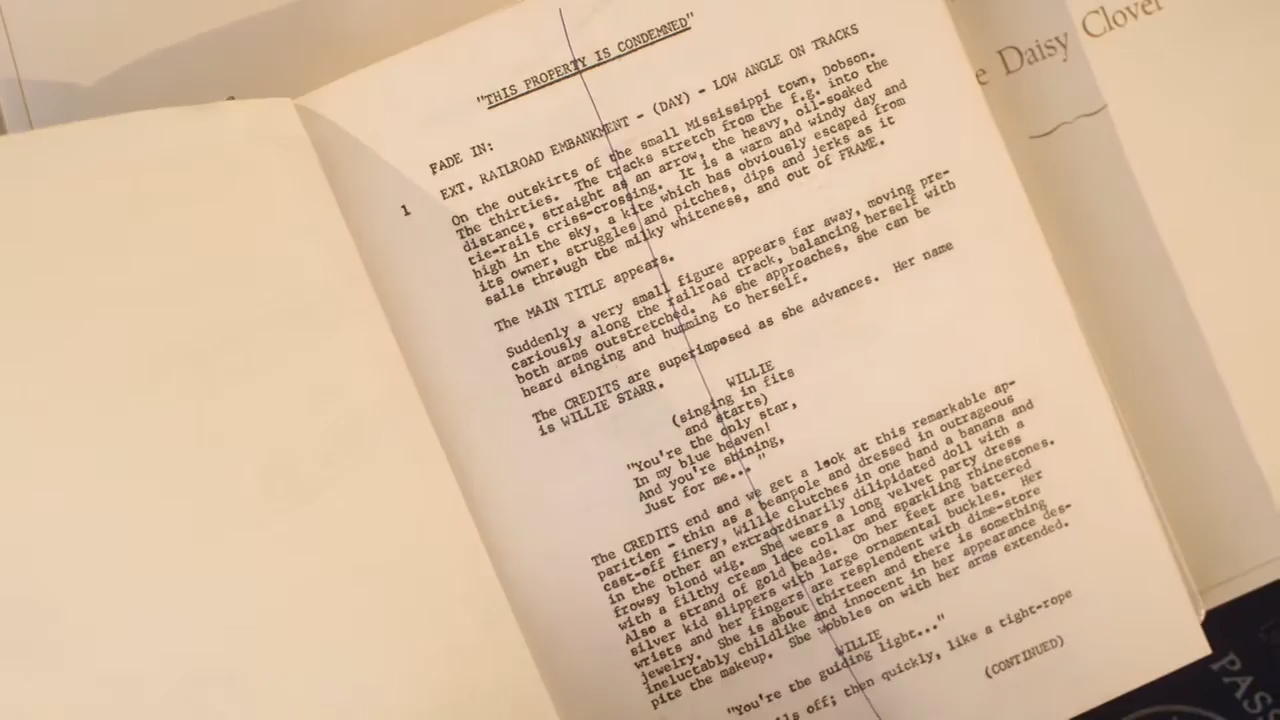 "THIS PROPERTY IS CONDEMNED"
FADE IN:
1 EXT. RAILROAD EMBANKMENT - (DAY) - LOW ANGLE ON TRACKS
On the outskirts of the small Mississippi town, Dobson.
The thirties. The tracks stretch from the f.g. into the
distance, straight as an arrow, the heavy, oil-soaked
tie-rails criss-crossing. It is a warm and windy day and
high in the sky, a kite which has obviously escaped from
its owner, struggles and pitches, dips and jerks as it
sails through the milky whiteness, and out of FRAME.
The MAIN TITLE appears.
Suddenly a very small figure appears far away, moving pre-
cariously along the railroad track, balancing herself with
both arms outstretched. As she approaches, she can be
heard singing and humming to herself.
The CREDITS are superimposed as she advances. Her name
is WILLIE STARR.
WILLIE
(singing in fits
and starts)
"You're the only star,
In my blue heaven!
And you're shining,
Just for me..."
The CREDITS end and we get a look at this remarkable ap-
parition - thin as a beanpole and dressed in outrageous
cast-off finery, Willie clutches in one hand a banana and
in the other an extraordinarily dilipidated doll with a
frowsy blond wig. She wears a long velvet party dress
with a filthy cream lace collar and sparkling rhinestones.
Also a strand of gold beads. On her feet are battered
silver kid slippers with large ornamental buckles. Her
wrists and her fingers are resplendent with dime-store
jewelry. She is about thirteen and there is something
ineluctably childlike and innocent in her appearance des-
pite the makeup. She wobbles on with her arms extended.
WILLIE
"You're the guiding light..."
off; then quickly, like a tight-rope
(CONTINUED)
Daisy Clover
PAS